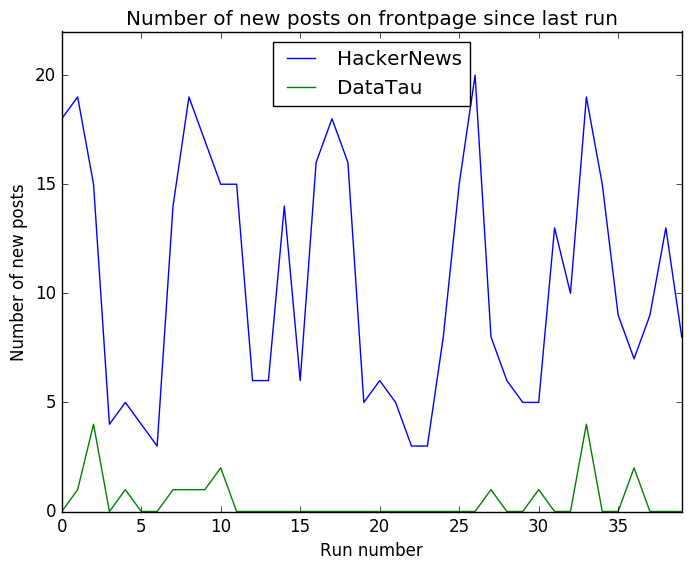 Number of new posts on frontpage since last run
HackerNews
DataTau
Number of new posts
20
15
10
5
0
0 5 10 15 20 25 30 35
Run number